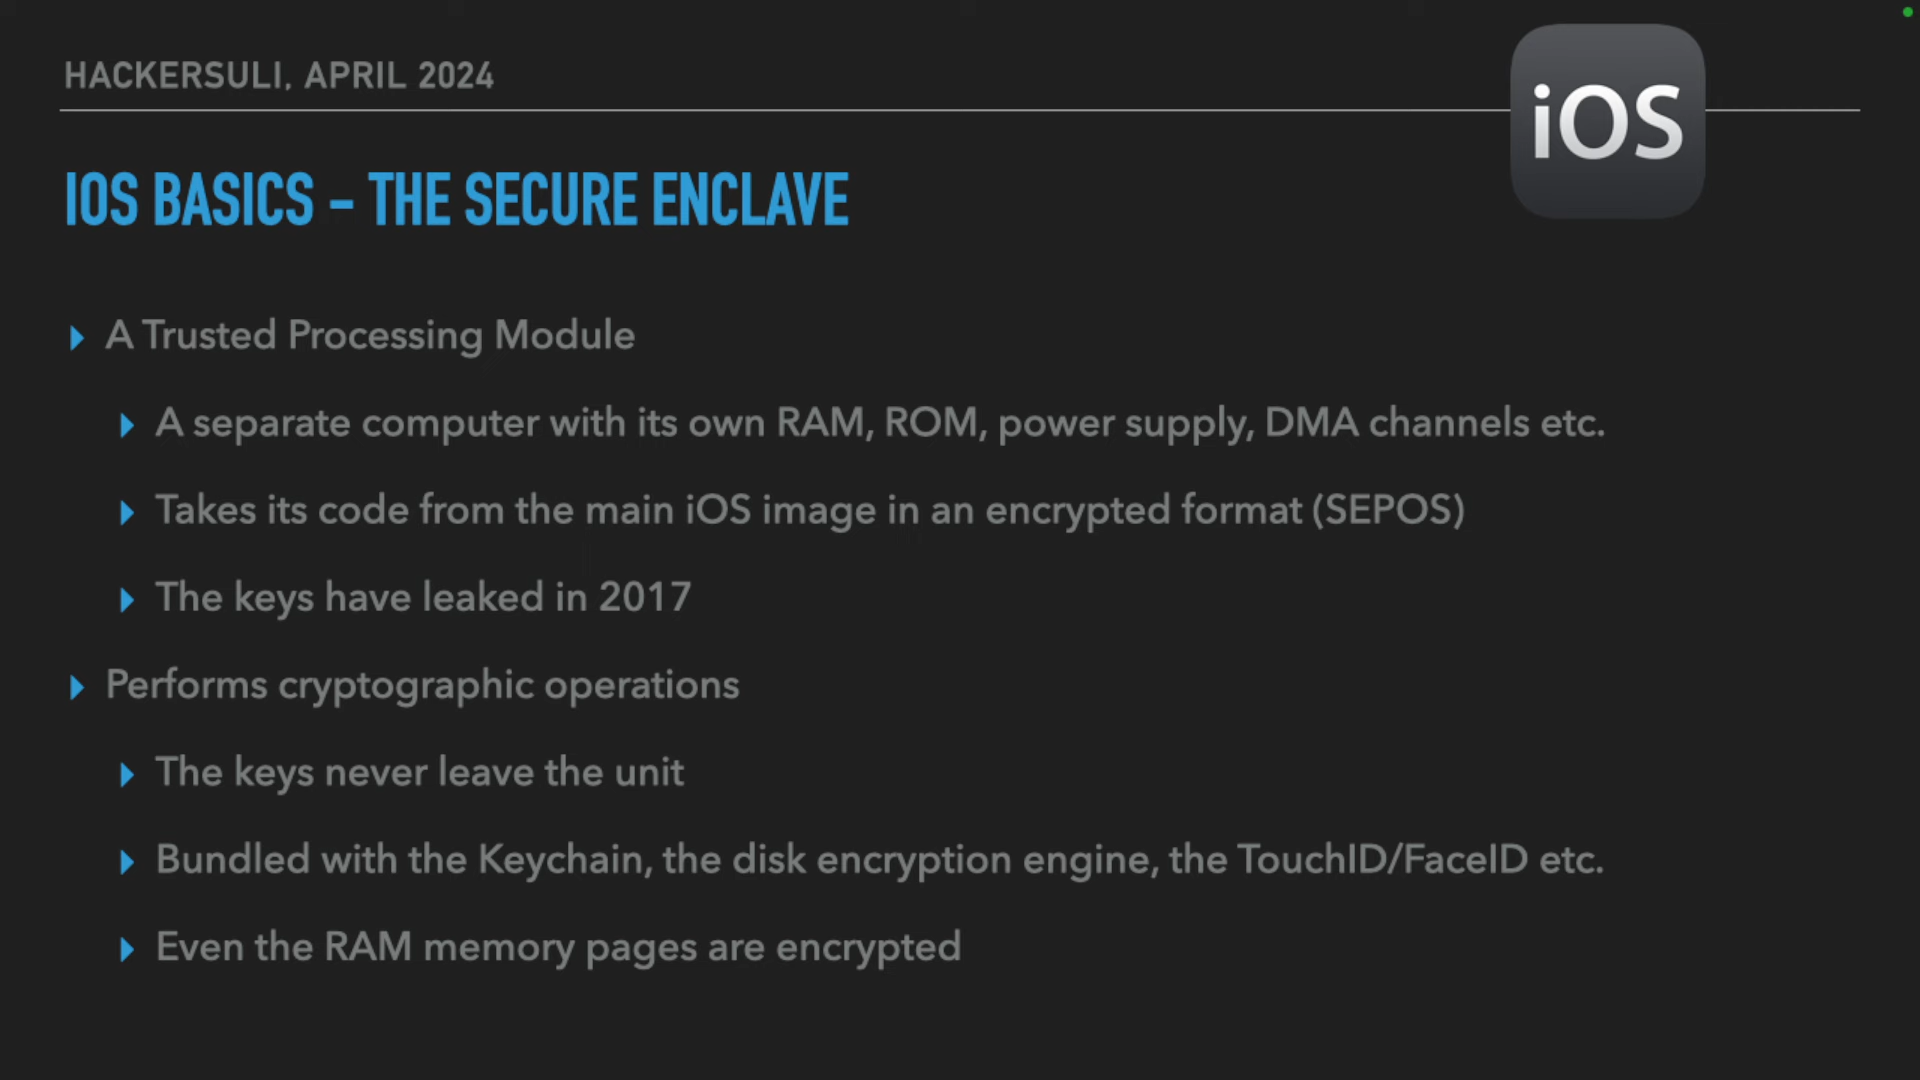 HACKERSULI, APRIL 2024
iOS
IOS BASICS – THE SECURE ENCLAVE
A Trusted Processing Module
A separate computer with its own RAM, ROM, power supply, DMA channels etc.
Takes its code from the main iOS image in an encrypted format (SEPOS)
The keys have leaked in 2017
Performs cryptographic operations
The keys never leave the unit
Bundled with the Keychain, the disk encryption engine, the TouchID/FaceID etc.
Even the RAM memory pages are encrypted